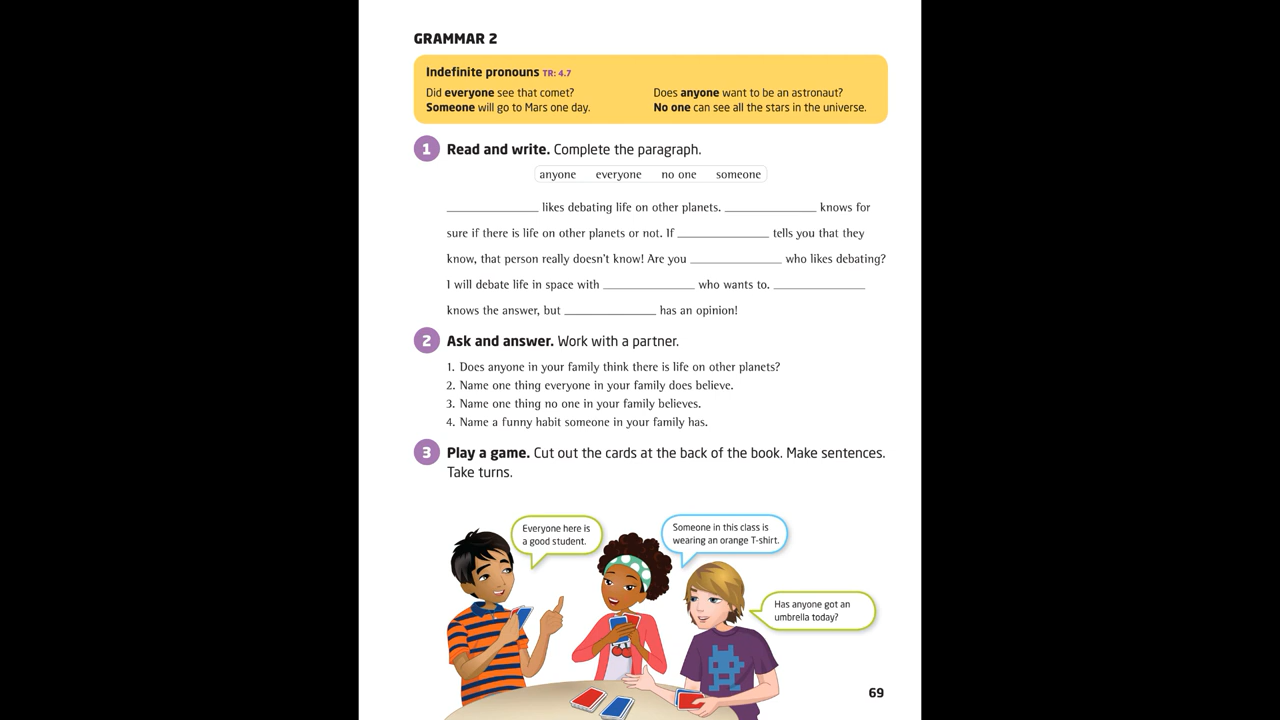 GRAMMAR 2
Indefinite pronouns TR: 4.7
Did everyone see that comet?
Someone will go to Mars one day.
Does anyone want to be an astronaut?
No one can see all the stars in the universe.
1 Read and write. Complete the paragraph.
anyone everyone no one someone
______________ likes debating life on other planets. ______________ knows for
sure if there is life on other planets or not. If ______________ tells you that they
know, that person really doesn't know! Are you ______________ who likes debating?
I will debate life in space with ______________ who wants to. ______________
knows the answer, but ______________ has an opinion!
2 Ask and answer. Work with a partner.
1. Does anyone in your family think there is life on other planets?
2. Name one thing everyone in your family does believe.
3. Name one thing no one in your family believes.
4. Name a funny habit someone in your family has.
3 Play a game. Cut out the cards at the back of the book. Make sentences.
Take turns.
Everyone here is
a good student.
Someone in this class is
wearing an orange T-shirt.
Has anyone got an
umbrella today?
69